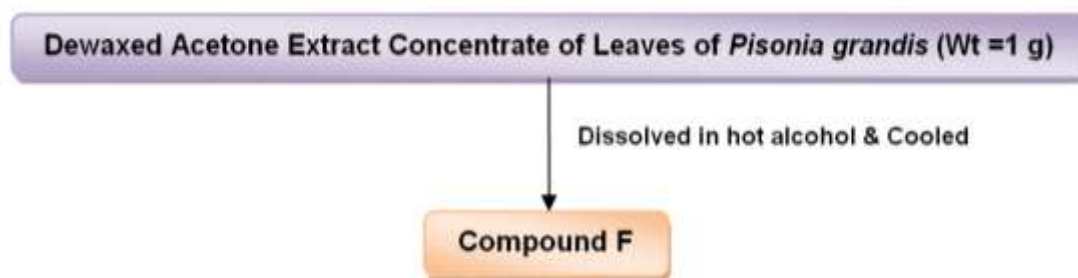 Dewaxed Acetone Extract Concentrate of Leaves of Pisonia grandis (Wt =1 g)
Dissolved in hot alcohol & Cooled
Compound F